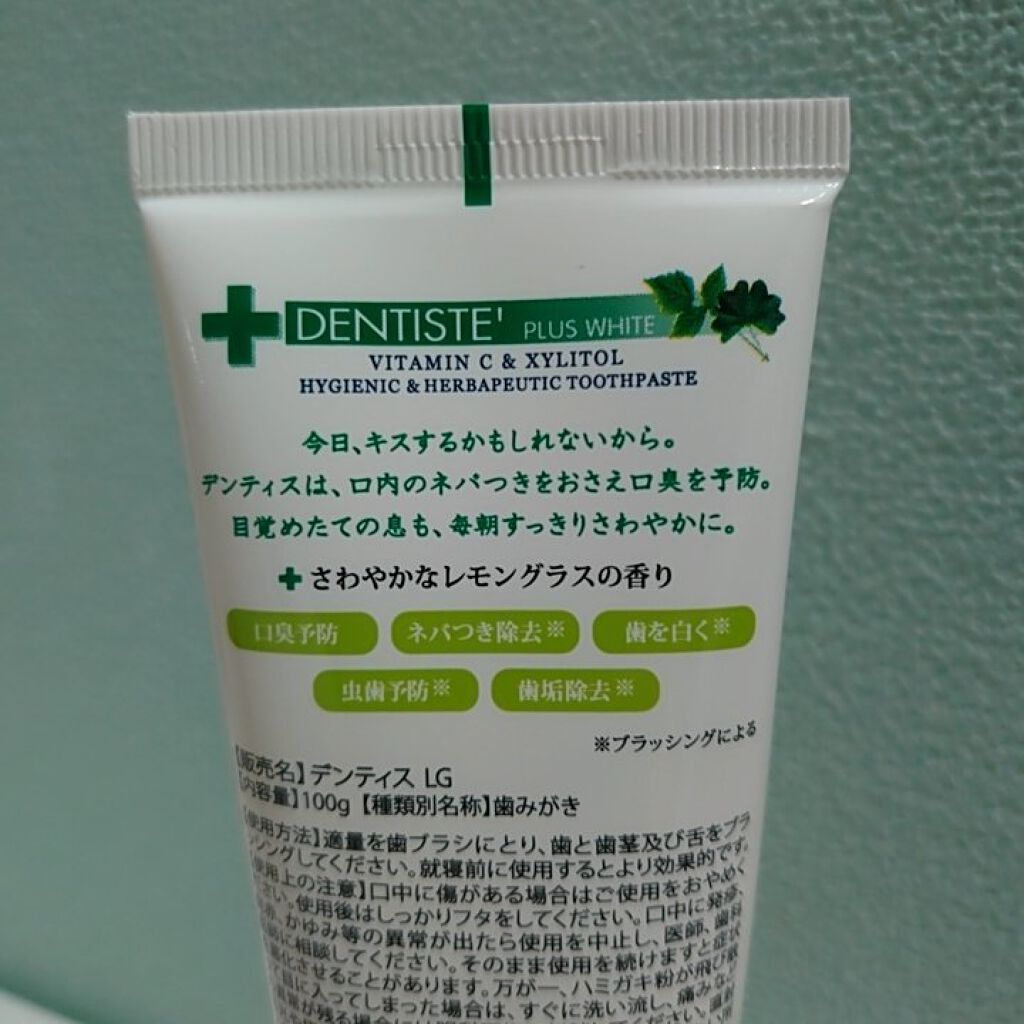 DENTISTE' PLUS WHITE
VITAMIN C & XYLITOL
HYGIENIC & HERBAPEUTIC TOOTHPASTE
今日、キスするかもしれないから。
デンティスは、口内のネバつきをおさえ口臭を予防。
目覚めたての息も、毎朝すっきりさわやかに。
さわやかなレモングラスの香り
口臭予防 ネバつき除去※ 歯を白く※
虫歯予防※ 歯垢除去※
※ブラッシングによる
【販売名】デンティス LG
【内容量】100g【種類別名称】歯みがき
【使用方法】適量を歯ブラシにとり、歯と歯茎及び舌をブラ
ッシングしてください。就寝前に使用するとより効果的です。
使用上の注意】口中に傷がある場合はご使用をおやめく
ださい。使用後はしっかりフタをしてください。口中に発疹、
かゆみ等の異常が出たら使用を中止し、医師、歯科
に相談してください。そのまま使用を続けますと症状
化させることがあります。万が一、ハミガキ粉が飛び散
目に入ってしまった場合は、すぐに洗い流し、痛みな
が残る場合には